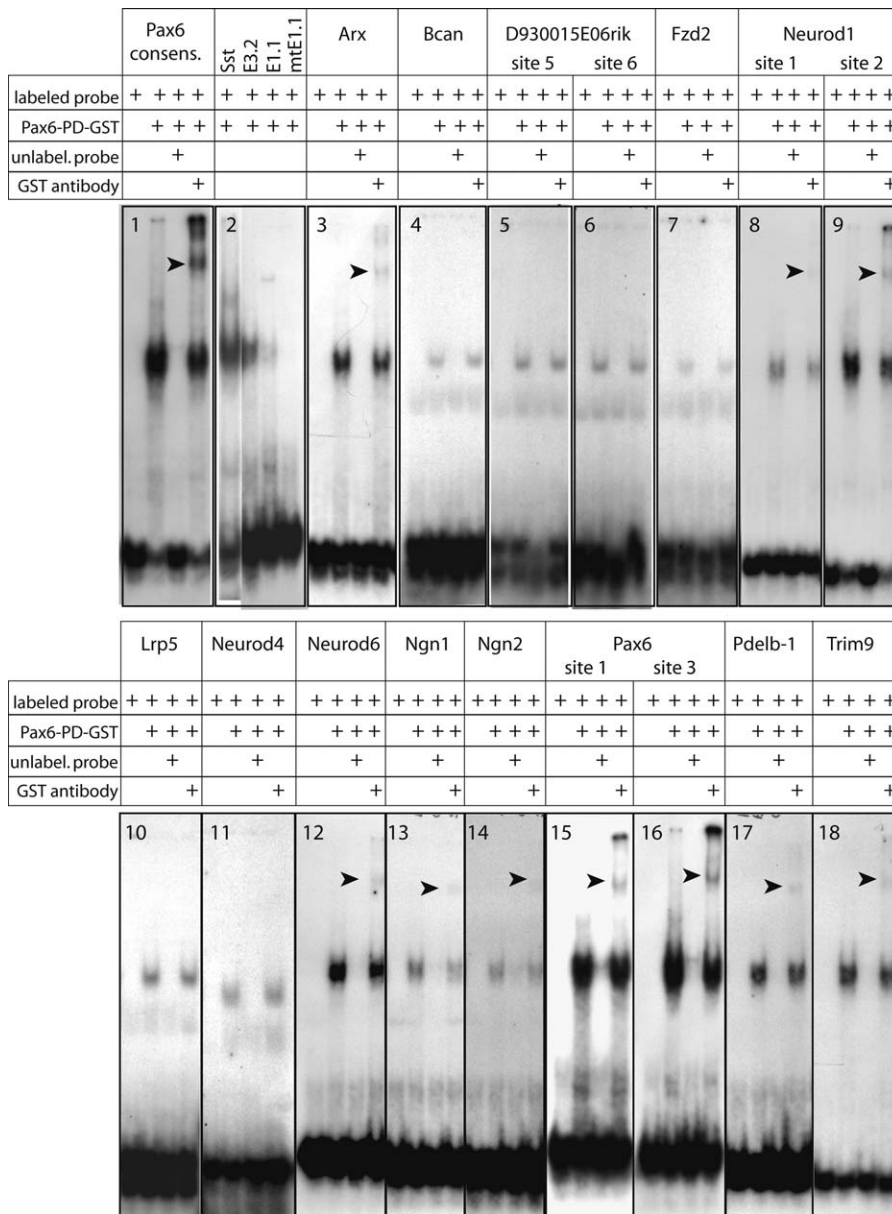 Pax6 consens. Sst E3.2 E1.1 mtE1.1 Arx Bcan D930015E06rik Fzd2 Neurod1
site 5 site 6 site 1 site 2
labeled probe + + + + + + + + + + + + + + + + + + + + + + + + + + + + + + + + + + + +
Pax6-PD-GST + + + + + + + + + + + + + + + + + + + + + + + + + + + +
unlabel. probe + + + + + + + +
GST antibody + + + + + + + +
1 2 3 4 5 6 7 8 9
Lrp5 Neurod4 Neurod6 Ngn1 Ngn2 Pax6 Pdelb-1 Trim9
site 1 site 3
labeled probe + + + + + + + + + + + + + + + + + + + + + + + + + + + + + + + + + + + +
Pax6-PD-GST + + + + + + + + + + + + + + + + + + + + + + + + + + +
unlabel. probe + + + + + + + + +
GST antibody + + + + + + + + +
10 11 12 13 14 15 16 17 18